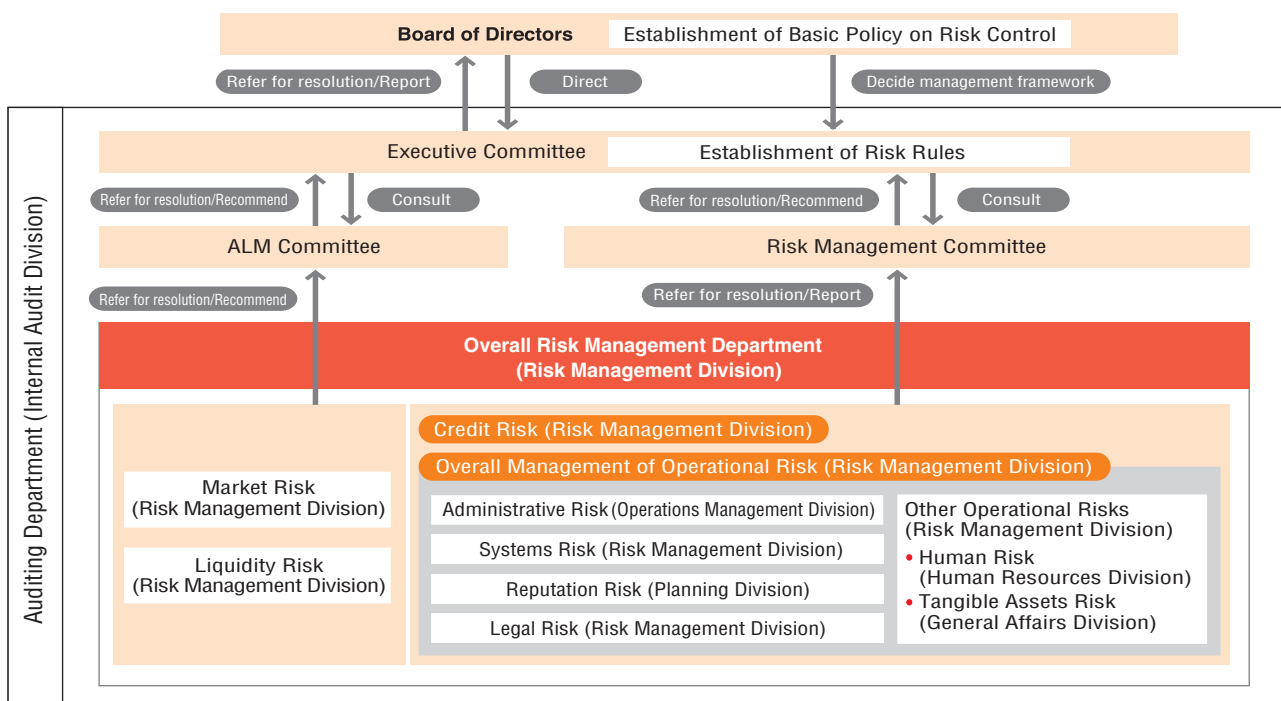 Board of Directors
Establishment of Basic Policy on Risk Control
Refer for resolution/Report
Direct
Decide management framework
Auditing Department (Internal Audit Division)
Executive Committee
Establishment of Risk Rules
Refer for resolution/Recommend
Consult
Refer for resolution/Recommend
Consult
ALM Committee
Risk Management Committee
Refer for resolution/Recommend
Refer for resolution/Report
Overall Risk Management Department
(Risk Management Division)
Market Risk
(Risk Management Division)
Liquidity Risk
(Risk Management Division)
Credit Risk (Risk Management Division)
Overall Management of Operational Risk (Risk Management Division)
Administrative Risk (Operations Management Division)
Systems Risk (Risk Management Division)
Reputation Risk (Planning Division)
Legal Risk (Risk Management Division)
Other Operational Risks
(Risk Management Division)
• Human Risk
(Human Resources Division)
• Tangible Assets Risk
(General Affairs Division)